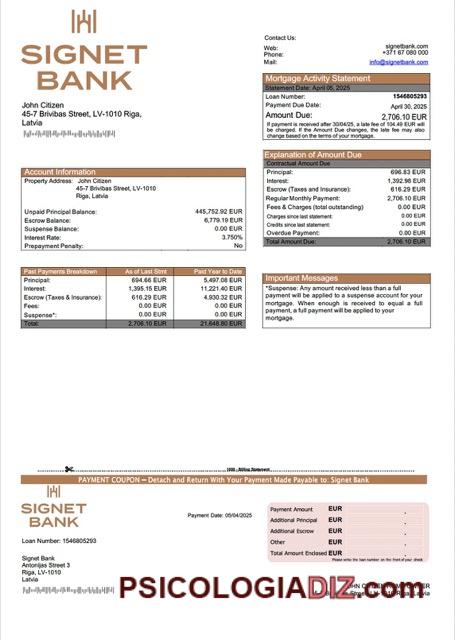 SIGNET
BANK
Contact Us:
Web: signetbank.com
Phone: +371 67 080 000
Mail: info@signetbank.com
John Citizen
45-7 Brivibas Street, LV-1010 Riga,
Latvia
Mortgage Activity Statement
Statement Date: April 05, 2025
Loan Number: 1546805293
Payment Due Date: April 30, 2025
Amount Due: 2,706.10 EUR
If payment is received after 30/04/25, a late fee of 104.49 EUR will
be charged. If the Amount Due changes, the late fee may also
change based on the terms of your mortgage.
Account Information
Property Address: John Citizen
45-7 Brivibas Street, LV-1010
Riga, Latvia
Unpaid Principal Balance: 445,752.92 EUR
Escrow Balance: 6,779.19 EUR
Suspense Balance: 0.00 EUR
Interest Rate: 3.750%
Prepayment Penalty: No
Explanation of Amount Due
Contractual Amount Due
Principal: 696.83 EUR
Interest: 1,392.98 EUR
Escrow (Taxes and Insurance): 616.29 EUR
Regular Monthly Payment: 2,706.10 EUR
Fees & Charges (total outstanding) 0.00 EUR
Charges since last statement: 0.00 EUR
Credits since last statement: 0.00 EUR
Overdue Payment: 0.00 EUR
Total Amount Due: 2,706.10 EUR
Past Payments Breakdown As of Last Stmt Paid Year to Date
Principal: 694.66 EUR 5,497.08 EUR
Interest: 1,395.15 EUR 11,221.40 EUR
Escrow (Taxes & Insurance): 616.29 EUR 4,930.32 EUR
Fees: 0.00 EUR 0.00 EUR
Suspense*: 0.00 EUR 0.00 EUR
Total: 2,706.10 EUR 21,648.80 EUR
Important Messages
*Suspense: Any amount received less than a full
payment will be applied to a suspense account for your
mortgage. When enough is received to equal a full
payment, a full payment will be applied to your
mortgage.
PAYMENT COUPON – Detach and Return With Your Payment Made Payable to: Signet Bank
SIGNET
BANK
Payment Date: 05/04/2025
Loan Number: 1546805293
Payment Amount EUR .
Additional Principal EUR .
Additional Escrow EUR .
Other EUR .
Total Amount Enclosed EUR .
Please write the loan number on the front of your check
Signet Bank
Antonijas Street 3
Riga, LV-1010
Latvia
PSICOLOGIADIZ.com